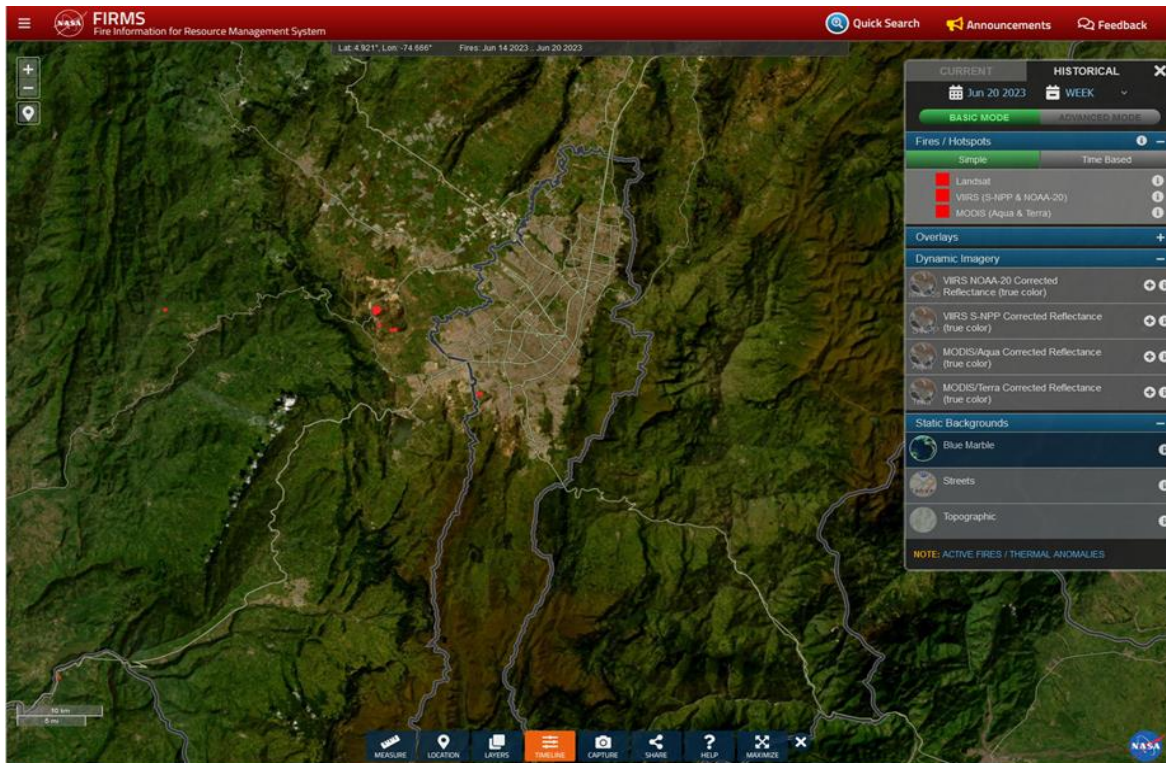 NASA
FIRMS
Fire Information for Resource Management System
Quick Search
Announcements
Feedback
Lat: 4.921°, Lon: -74.666° Fires: Jun 14 2023 .. Jun 20 2023
+
−
CURRENT
HISTORICAL
Jun 20 2023
WEEK
BASIC MODE
ADVANCED MODE
Fires / Hotspots
Simple
Time Based
Landsat
VIIRS (S-NPP & NOAA-20)
MODIS (Aqua & Terra)
Overlays
Dynamic Imagery
VIIRS NOAA-20 Corrected
Reflectance (true color)
VIIRS S-NPP Corrected Reflectance
(true color)
MODIS/Aqua Corrected Reflectance
(true color)
MODIS/Terra Corrected Reflectance
(true color)
Static Backgrounds
Blue Marble
Streets
Topographic
NOTE: ACTIVE FIRES / THERMAL ANOMALIES
10 km
6 mi
MEASURE
LOCATION
LAYERS
TIMELINE
CAPTURE
SHARE
HELP
MAXIMIZE
NASA